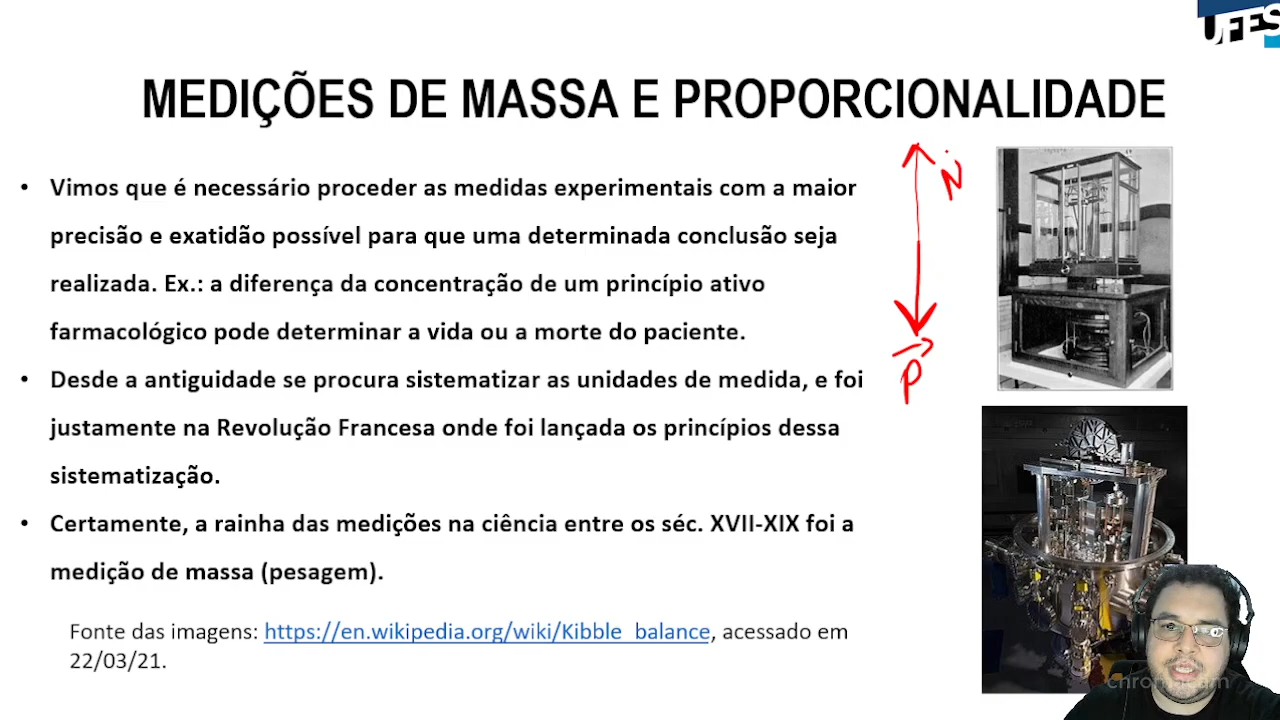 UFES
MEDIÇÕES DE MASSA E PROPORCIONALIDADE
• Vimos que é necessário proceder as medidas experimentais com a maior
precisão e exatidão possível para que uma determinada conclusão seja
realizada. Ex.: a diferença da concentração de um princípio ativo
farmacológico pode determinar a vida ou a morte do paciente.
• Desde a antiguidade se procura sistematizar as unidades de medida, e foi
justamente na Revolução Francesa onde foi lançada os princípios dessa
sistematização.
• Certamente, a rainha das medições na ciência entre os séc. XVII-XIX foi a
medição de massa (pesagem).
Fonte das imagens: https://en.wikipedia.org/wiki/Kibble_balance, acessado em
22/03/21.
N
P
chromacam